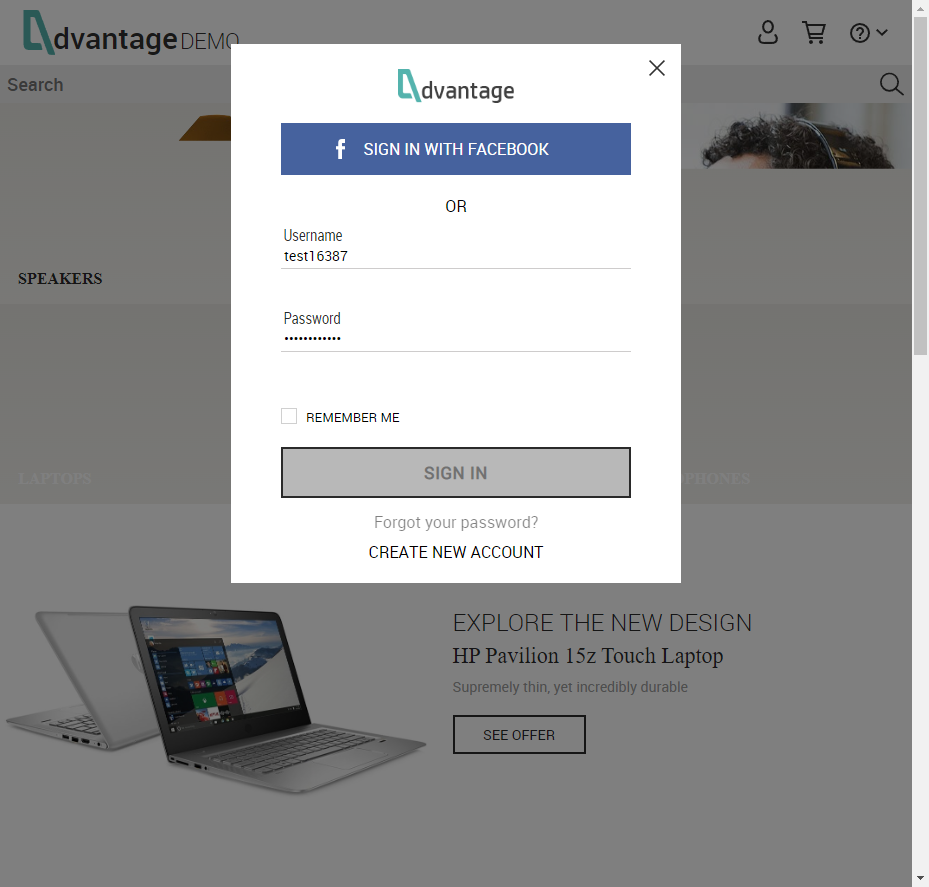 dvantage DEMO
Search
dvantage
SIGN IN WITH FACEBOOK
OR
Username
test16387
SPEAKERS
Password
••••••••••••
REMEMBER ME
SIGN IN
LAPTOPS
PHONES
Forgot your password?
CREATE NEW ACCOUNT
EXPLORE THE NEW DESIGN
HP Pavilion 15z Touch Laptop
Supremely thin, yet incredibly durable
SEE OFFER